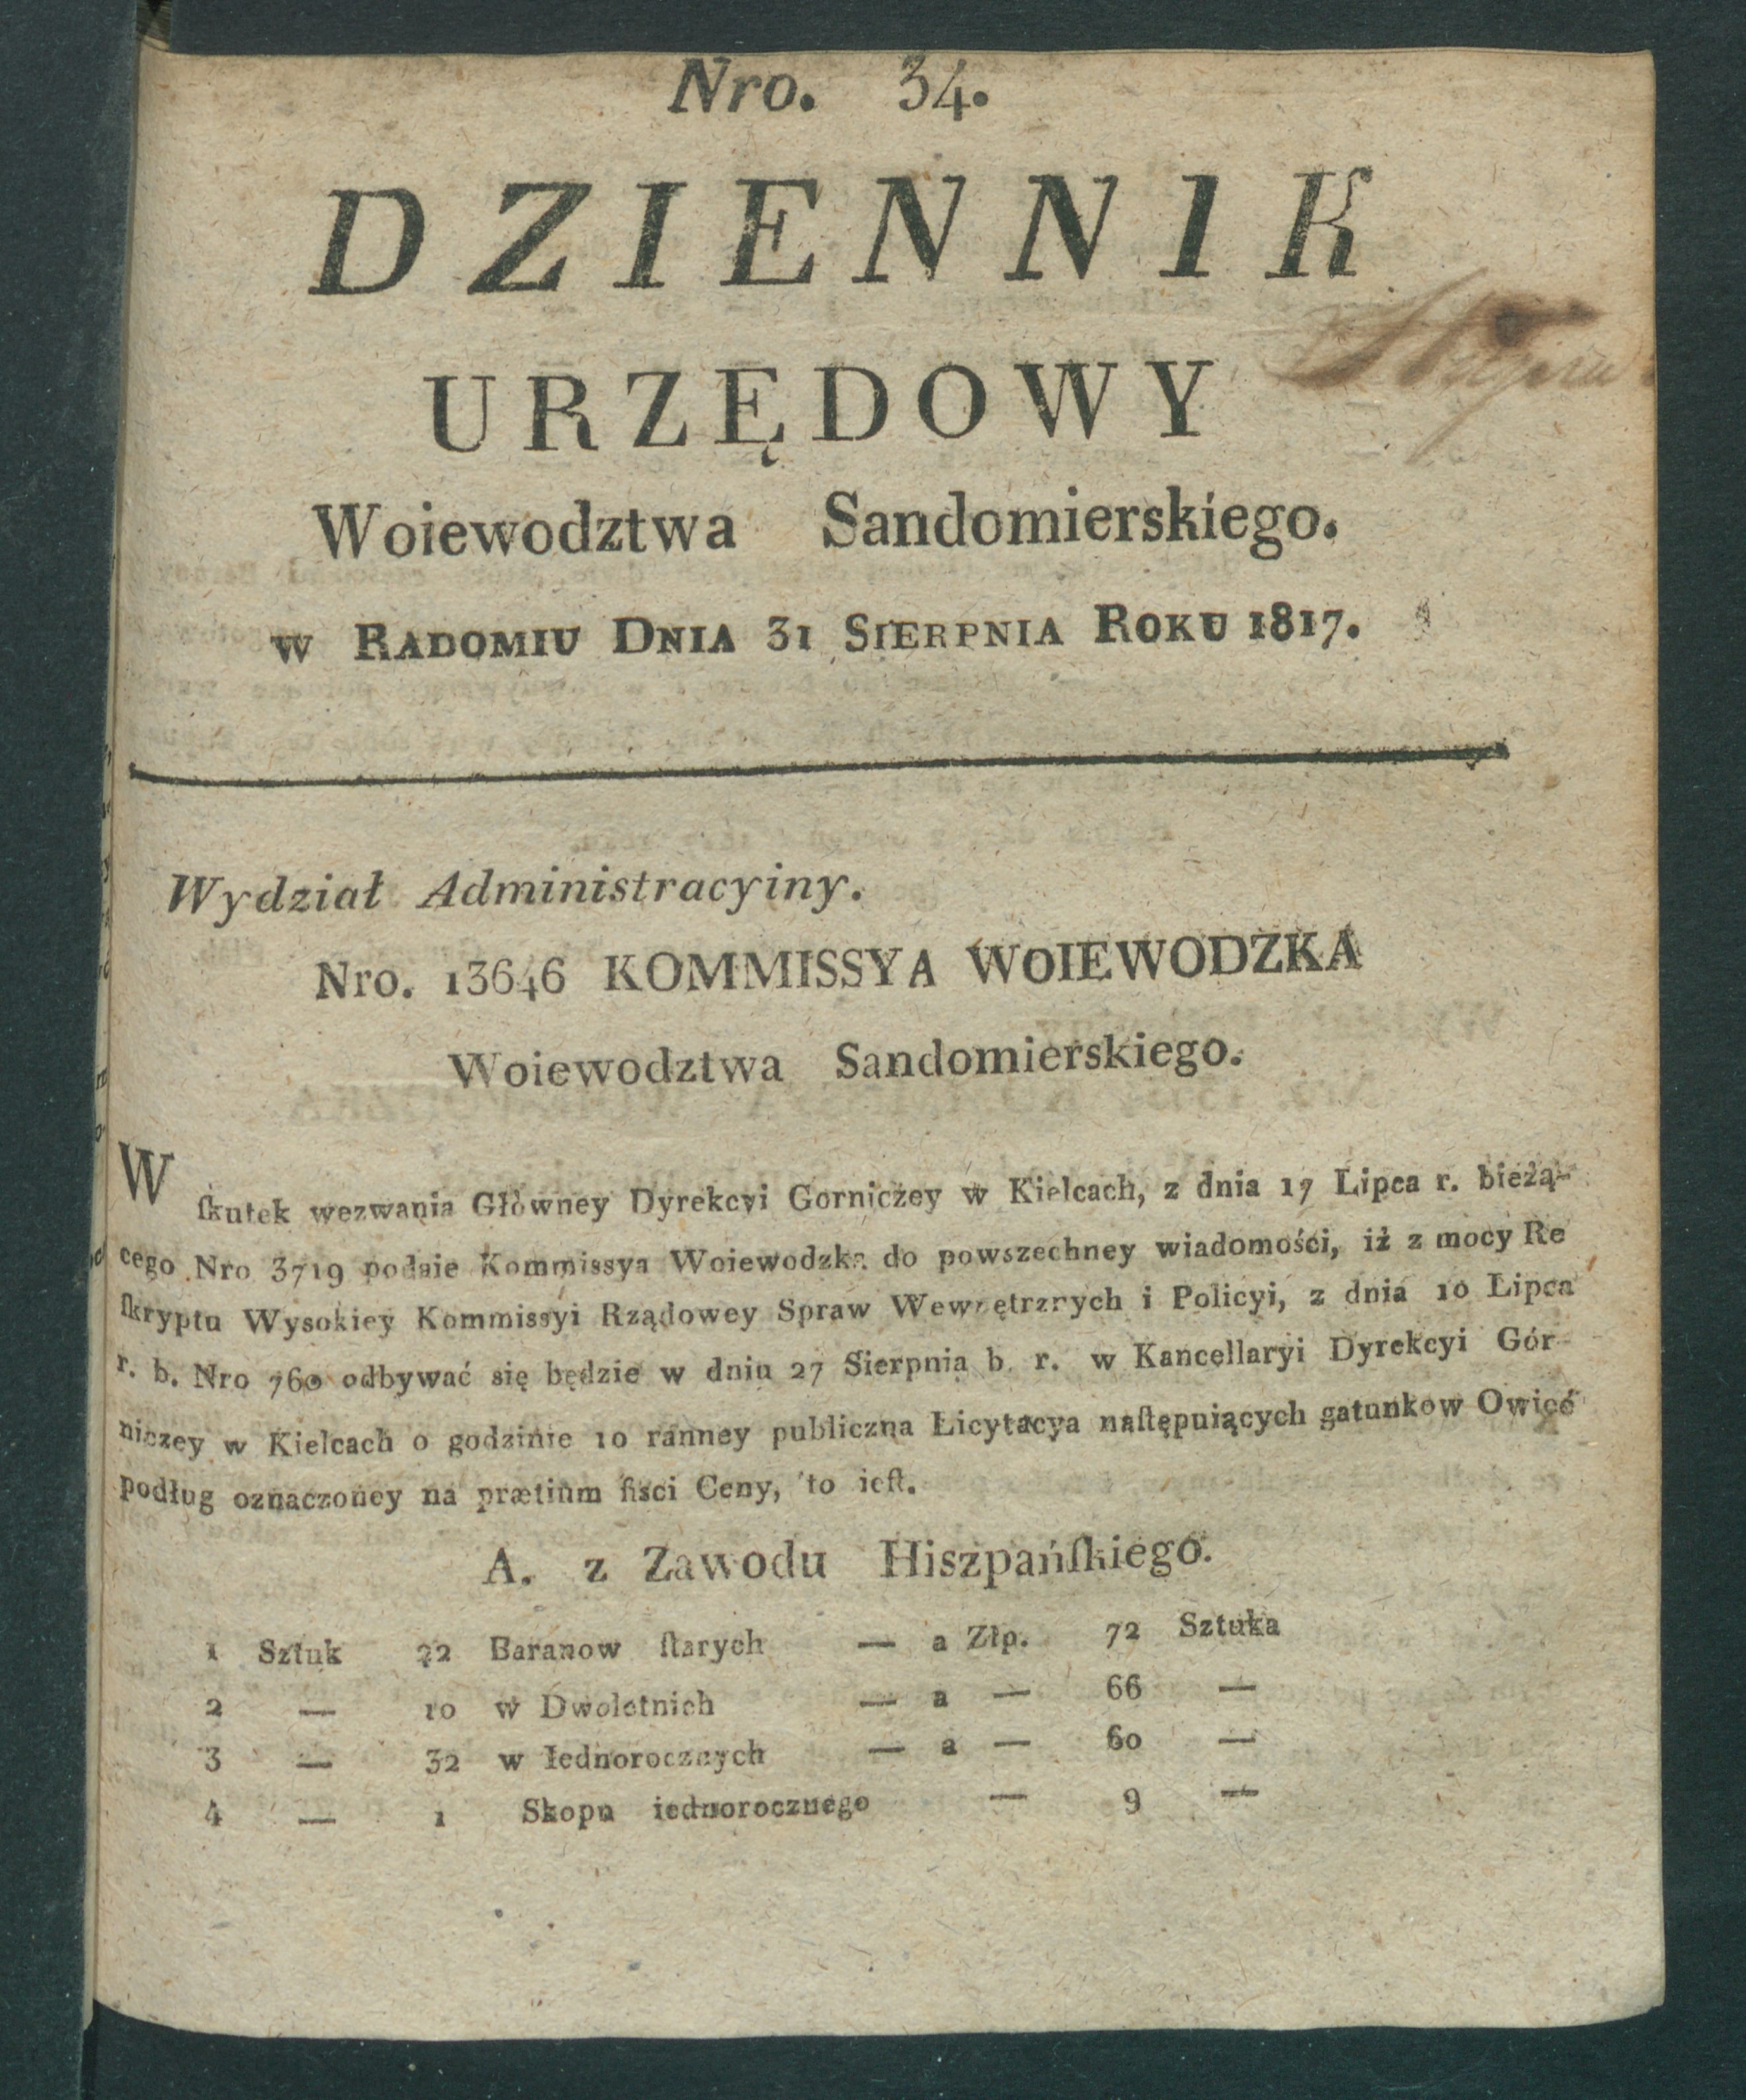 Nro. 34.
DZIENNIK
URZĘDOWY
Woiewodztwa Sandomierskiego.
w Radomiu Dnia 31 Sierpnia Roku 1817.
Wydział Administracyiny.
Nro. 13646 KOMMISSYA WOIEWODZKA
Woiewodztwa Sandomierskiego.
W ſkutek wezwania Główney Dyrekcyi Gorniczey w Kielcach, z dnia 17 Lipca r. bieżą-
cego Nro 3719 podaie Kommissya Woiewodzka do powszechney wiadomości, iż z mocy Re
ſkryptu Wysokiey Kommissyi Rządowey Spraw Wewnętrznych i Policyi, z dnia 10 Lipca
r. b. Nro 760 odbywać się będzie w dniu 27 Sierpnia b. r. w Kancellaryi Dyrekcyi Gór-
niczey w Kielcach o godzinie 10 ranney publiczna Licytacya naſtępuiących gatunkow Owiec
podług oznaczoney na prætium fisci Ceny, to ieſt.
A. z Zawodu Hiszpańſkiego.
1 Sztuk 22 Baranow ſtarych — a Złp. 72 Sztuka
2 — 10 w Dwoletnich — a — 66 —
3 — 32 w Iednorocznych — a — 60 —
4 — 1 Skopu iednorocznego — 9 —